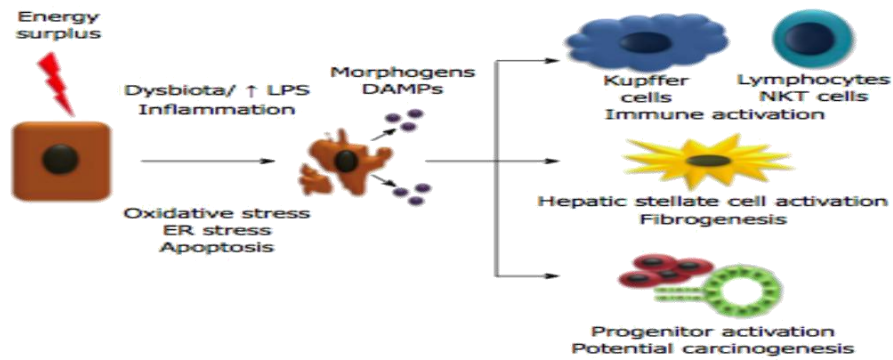 Energy
surplus
Dysbiota/ ↑ LPS
Inflammation
Oxidative stress
ER stress
Apoptosis
Morphogens
DAMPs
Kupffer
cells
Lymphocytes
NKT cells
Immune activation
Hepatic stellate cell activation
Fibrogenesis
Progenitor activation
Potential carcinogenesis